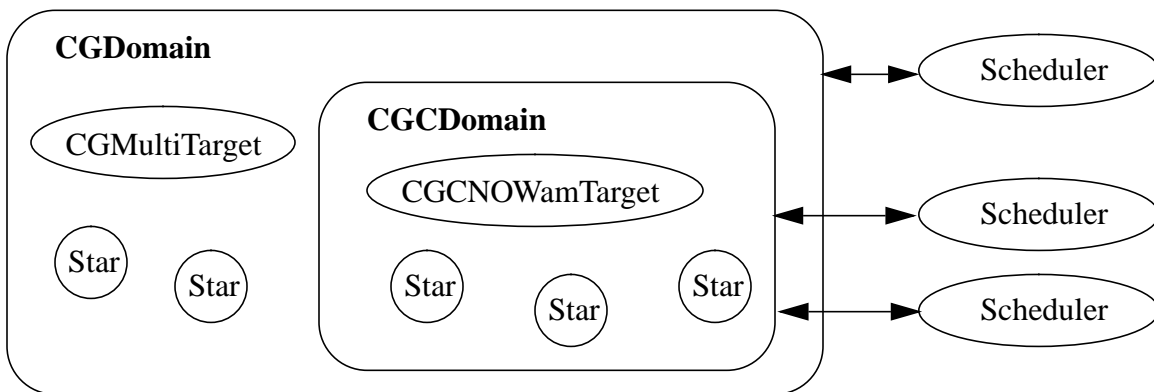 CGDomain
Scheduler
CGMultiTarget
CGCDomain
CGCNOWamTarget
Scheduler
Star
Star
Star
Star
Star
Scheduler